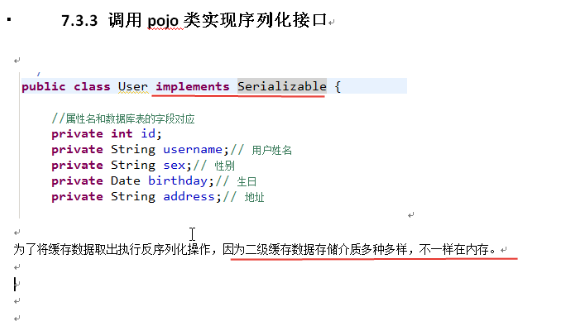 7.3.3 调用 pojo 类实现序列化接口
public class User implements Serializable {
//属性名和数据库表的字段对应
private int id;
private String username;// 用户姓名
private String sex;// 性别
private Date birthday;// 生日
private String address;// 地址
为了将缓存数据取出执行反序列化操作，因为二级缓存数据存储介质多种多样，不一样在内存。